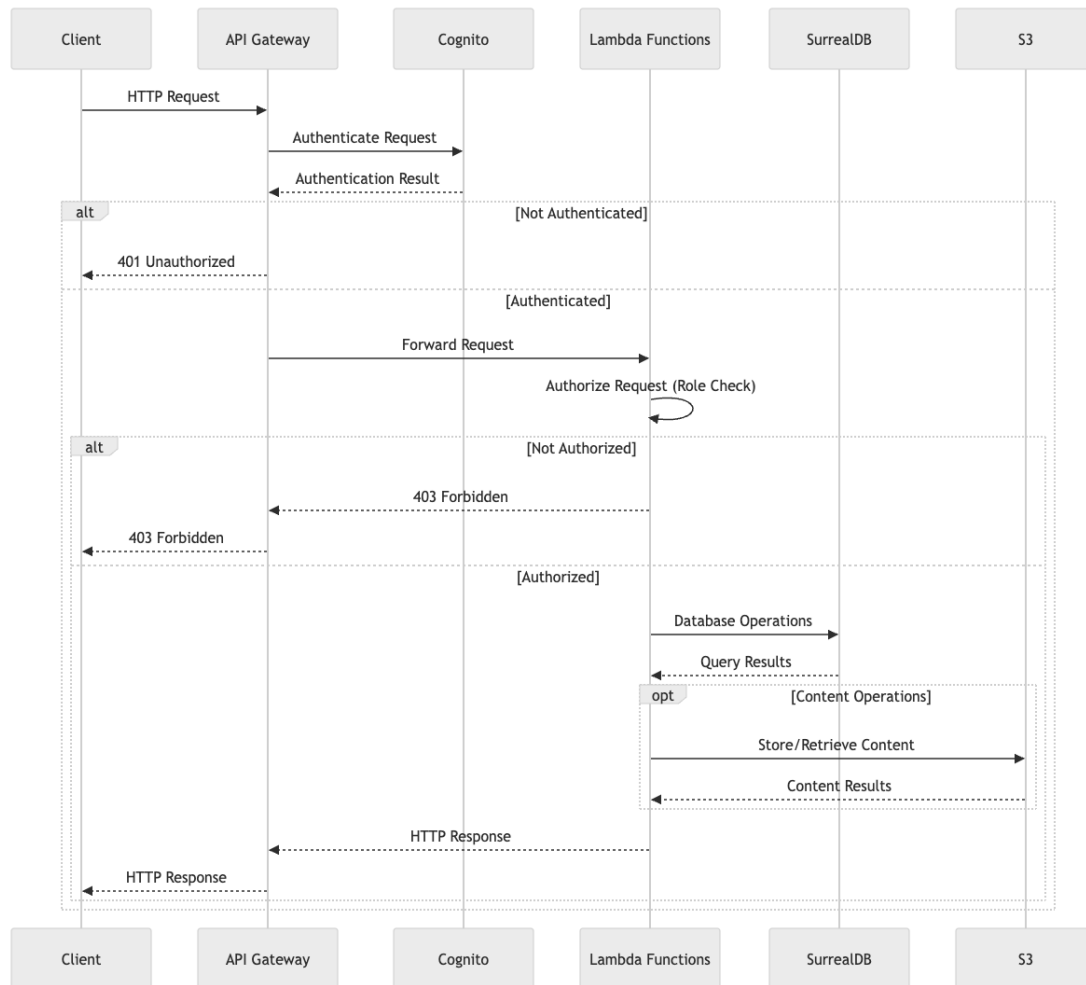 Client
API Gateway
Cognito
Lambda Functions
SurrealDB
S3
HTTP Request
Authenticate Request
Authentication Result
alt
[Not Authenticated]
401 Unauthorized
[Authenticated]
Forward Request
Authorize Request (Role Check)
alt
[Not Authorized]
403 Forbidden
403 Forbidden
[Authorized]
Database Operations
Query Results
opt
[Content Operations]
Store/Retrieve Content
Content Results
HTTP Response
HTTP Response
Client
API Gateway
Cognito
Lambda Functions
SurrealDB
S3